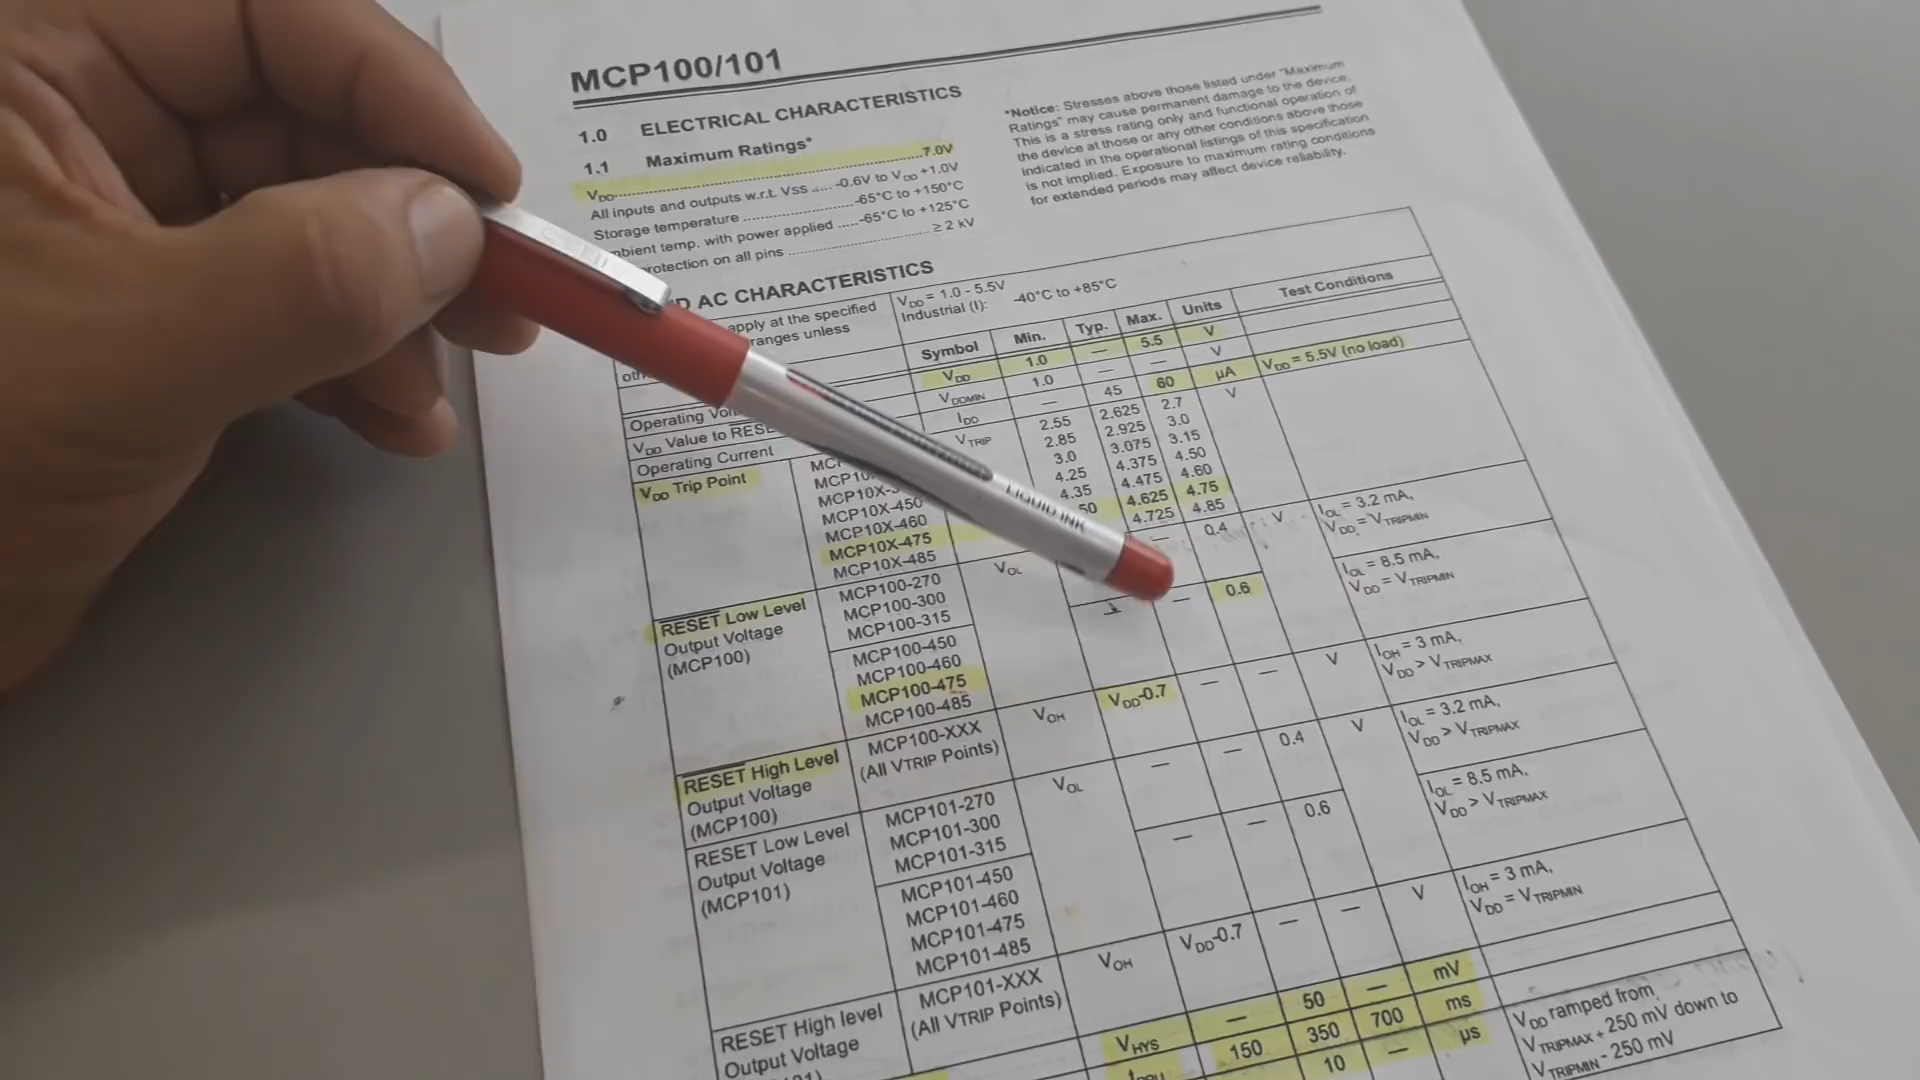 MCP100/101
1.0 ELECTRICAL CHARACTERISTICS
1.1 Maximum Ratings*
VDD...............7.0V
All inputs and outputs w.r.t. VSS .... -0.6V to VDD +1.0V
Storage temperature ............... -65°C to +150°C
bient temp. with power applied ..... -65°C to +125°C
rotection on all pins ............... ≥ 2 kV
*Notice: Stresses above those listed under "Maximum
Ratings" may cause permanent damage to the device.
This is a stress rating only and functional operation of
the device at those or any other conditions above those
indicated in the operational listings of this specification
is not implied. Exposure to maximum rating conditions
for extended periods may affect device reliability.
AC CHARACTERISTICS
apply at the specified
ranges unless
VDD = 1.0 - 5.5V
Industrial (I): -40°C to +85°C
Symbol Min. Typ. Max. Units Test Conditions
Operating Vol VDD 1.0 — 5.5 V
VDD Value to RESE VDDMIN 1.0 — — V
Operating Current IDD — 45 60 µA VDD = 5.5V (no load)
VDD Trip Point VTRIP 2.55 2.625 2.7 V
2.85 2.925 3.0
3.0 3.075 3.15
MCP10X-450 4.25 4.375 4.50
MCP10X-460 4.35 4.475 4.60
MCP10X-475 50 4.625 4.75
MCP10X-485 4.725 4.85
RESET Low Level
Output Voltage
(MCP100)
MCP100-270
MCP100-300
MCP100-315
VOL — 0.4 V
IOL = 3.2 mA,
VDD = VTRIPMIN
MCP100-450
MCP100-460
MCP100-475
MCP100-485
— 0.6
IOL = 8.5 mA,
VDD = VTRIPMIN
RESET High Level
Output Voltage
(MCP100)
MCP100-XXX
(All VTRIP Points)
VOH VDD-0.7 — — V
IOH = 3 mA,
VDD > VTRIPMAX
RESET Low Level
Output Voltage
(MCP101)
MCP101-270
MCP101-300
MCP101-315
VOL — — 0.4 V
IOL = 3.2 mA,
VDD > VTRIPMAX
MCP101-450
MCP101-460
MCP101-475
MCP101-485
— — 0.6
IOL = 8.5 mA,
VDD > VTRIPMAX
RESET High level
Output Voltage
MCP101-XXX
(All VTRIP Points)
VOH VDD-0.7 — — V
IOH = 3 mA,
VDD = VTRIPMIN
VHYS — 50 — mV
150 350 700 ms
10 — µs
VDD ramped from
VTRIPMAX + 250 mV down to
VTRIPMIN - 250 mV
LIQUID INK